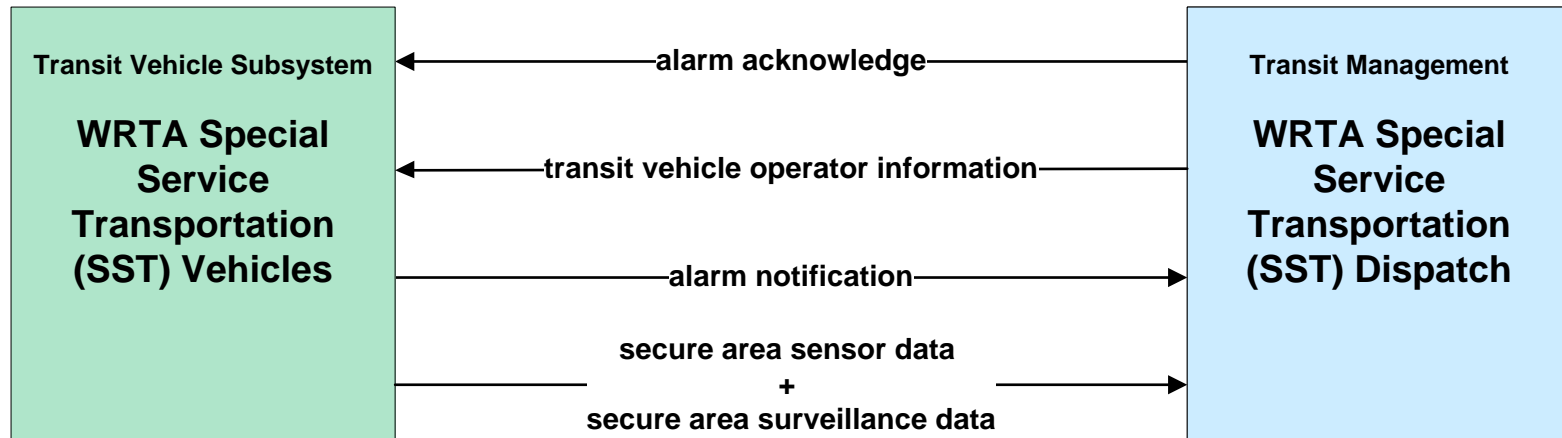 Transit Vehicle Subsystem
WRTA Special
Service
Transportation
(SST) Vehicles
alarm acknowledge
transit vehicle operator information
alarm notification
secure area sensor data
+
secure area surveillance data
Transit Management
WRTA Special
Service
Transportation
(SST) Dispatch